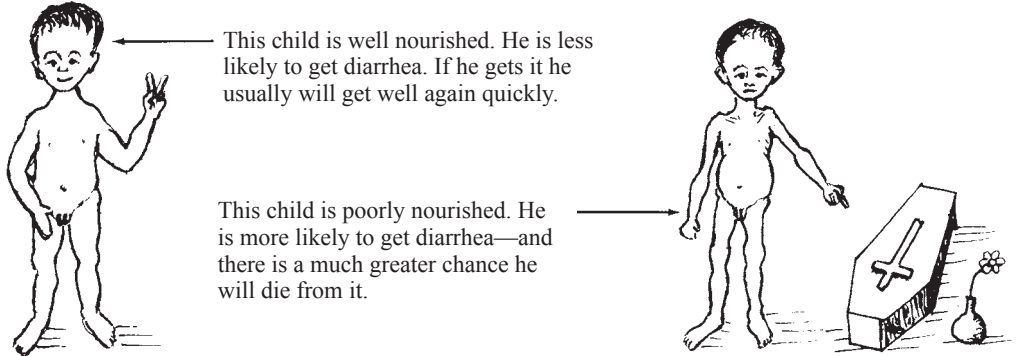 This child is well nourished. He is less
likely to get diarrhea. If he gets it he
usually will get well again quickly.
This child is poorly nourished. He
is more likely to get diarrhea—and
there is a much greater chance he
will die from it.